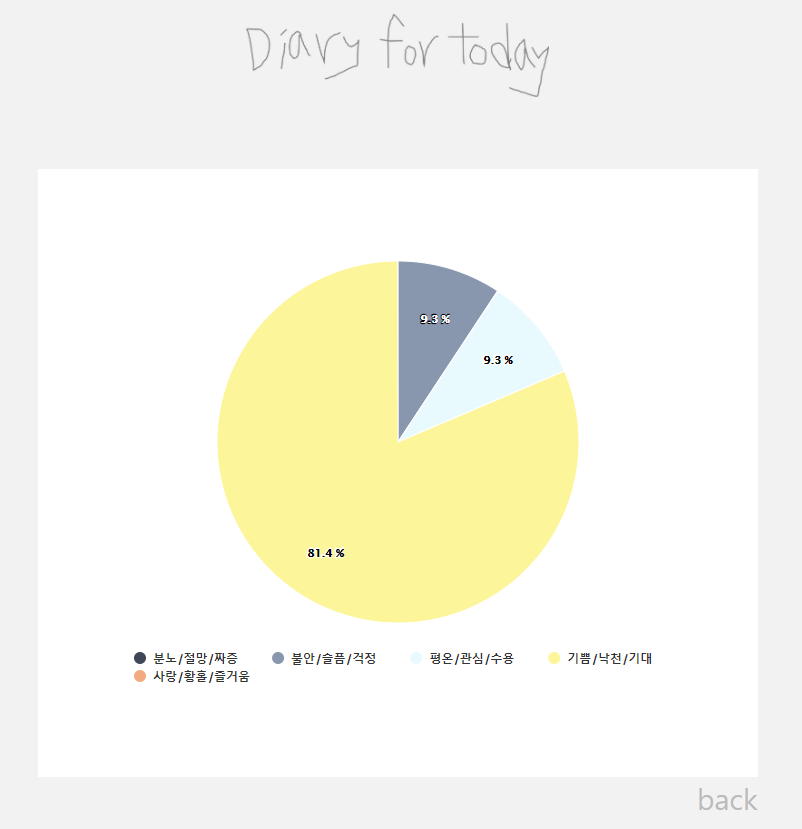 Diary for today
9.3 %
9.3 %
81.4 %
분노/절망/짜증 불안/슬픔/걱정 평온/관심/수용 기쁨/낙천/기대
사랑/황홀/즐거움
back